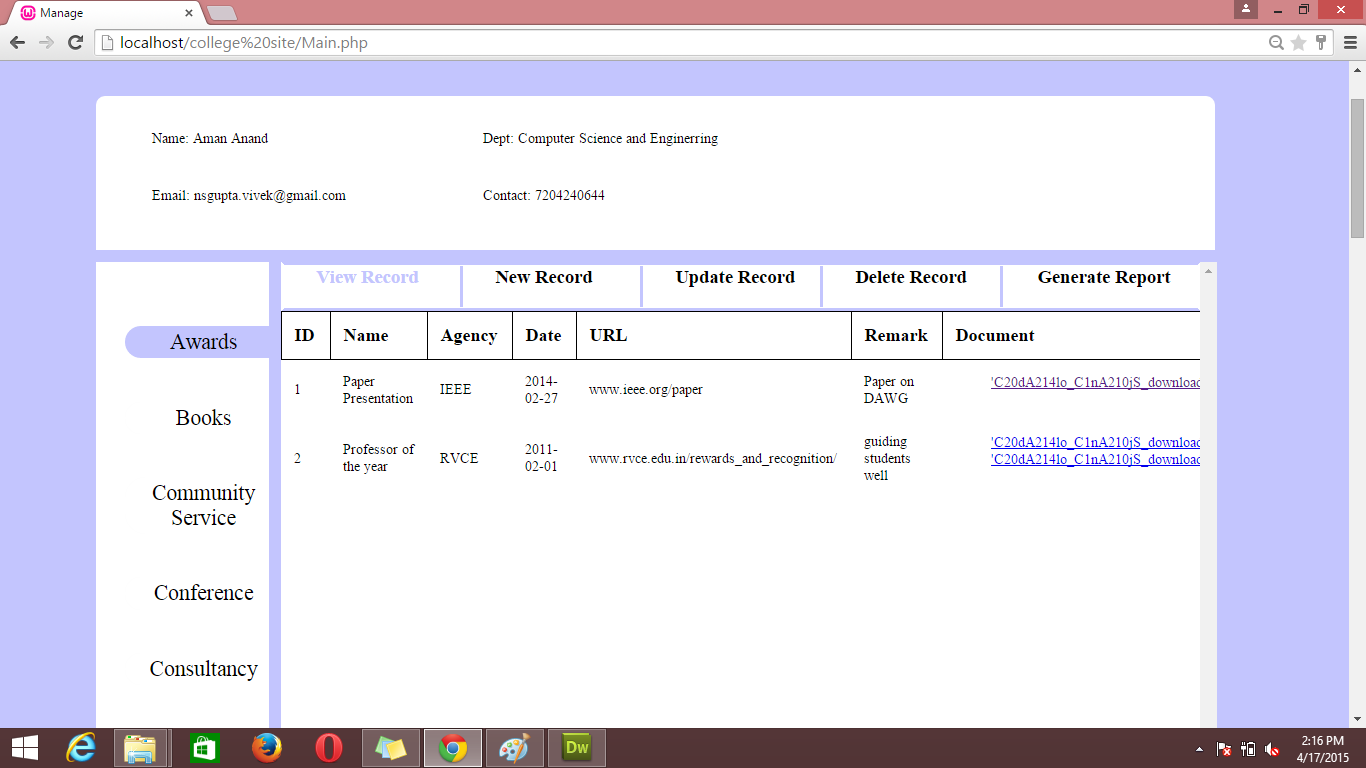 Manage
localhost/college%20site/Main.php
Name: Aman Anand
Dept: Computer Science and Enginerring
Email: nsgupta.vivek@gmail.com
Contact: 7204240644
View Record
New Record
Update Record
Delete Record
Generate Report
Awards
Books
Community
Service
Conference
Consultancy
ID
Name
Agency
Date
URL
Remark
Document
1
Paper
Presentation
IEEE
2014-
02-27
www.ieee.org/paper
Paper on
DAWG
'C20dA214lo_C1nA210jS_download
2
Professor of
the year
RVCE
2011-
02-01
www.rvce.edu.in/rewards_and_recognition/
guiding
students
well
'C20dA214lo_C1nA210jS_download
'C20dA214lo_C1nA210jS_download
Dw
2:16 PM
4/17/2015